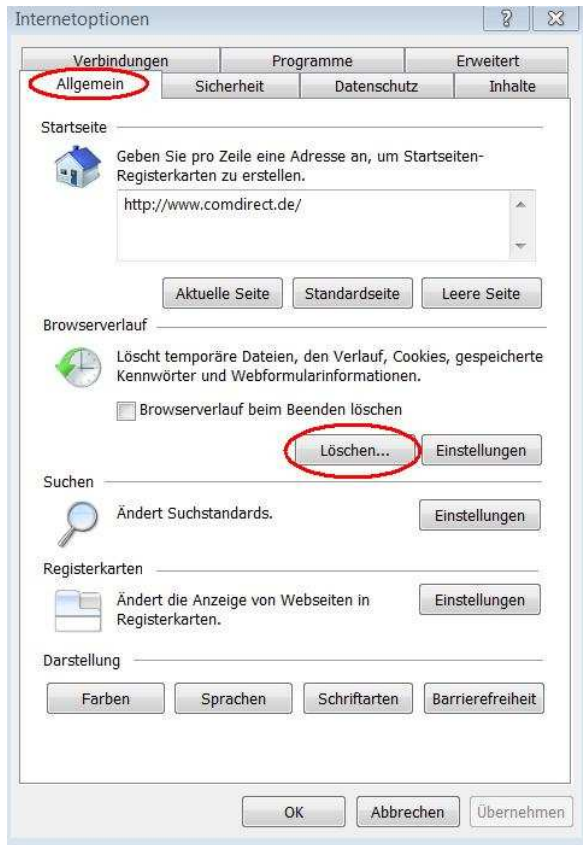 Internetoptionen
Verbindungen Programme Erweitert
Allgemein Sicherheit Datenschutz Inhalte
Startseite
Geben Sie pro Zeile eine Adresse an, um Startseiten-
Registerkarten zu erstellen.
http://www.comdirect.de/
Aktuelle Seite Standardseite Leere Seite
Browserverlauf
Löscht temporäre Dateien, den Verlauf, Cookies, gespeicherte
Kennwörter und Webformularinformationen.
Browserverlauf beim Beenden löschen
Löschen... Einstellungen
Suchen
Ändert Suchstandards.
Einstellungen
Registerkarten
Ändert die Anzeige von Webseiten in
Registerkarten.
Einstellungen
Darstellung
Farben Sprachen Schriftarten Barrierefreiheit
OK Abbrechen Übernehmen